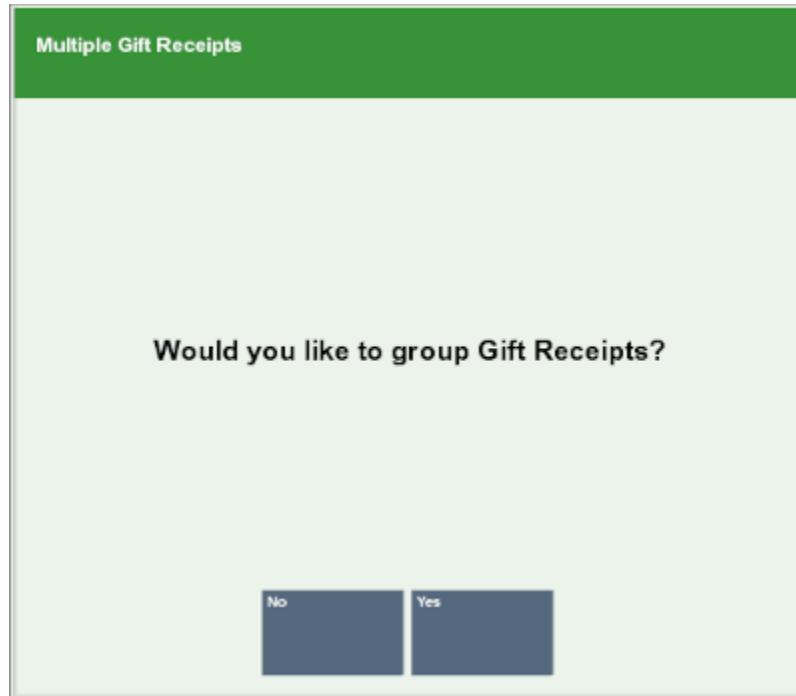 Multiple Gift Receipts
Would you like to group Gift Receipts?
No
Yes